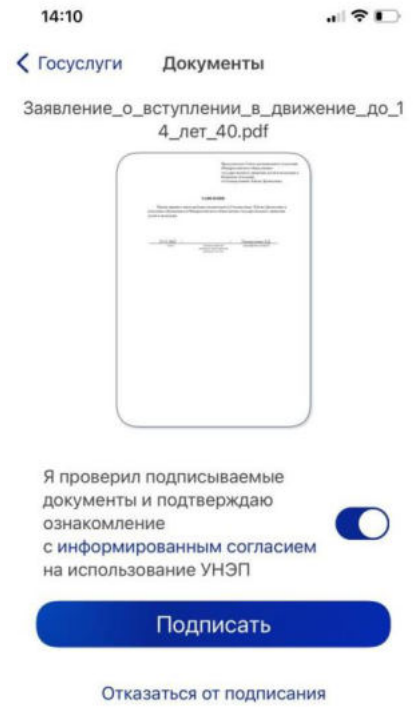 14:10
Госуслуги Документы
Заявление_о_вступлении_в_движение_до_1
4_лет_40.pdf
ЗАЯВЛЕНИЕ
Я проверил подписываемые
документы и подтверждаю
ознакомление
с информированным согласием
на использование УНЭП
Подписать
Отказаться от подписания